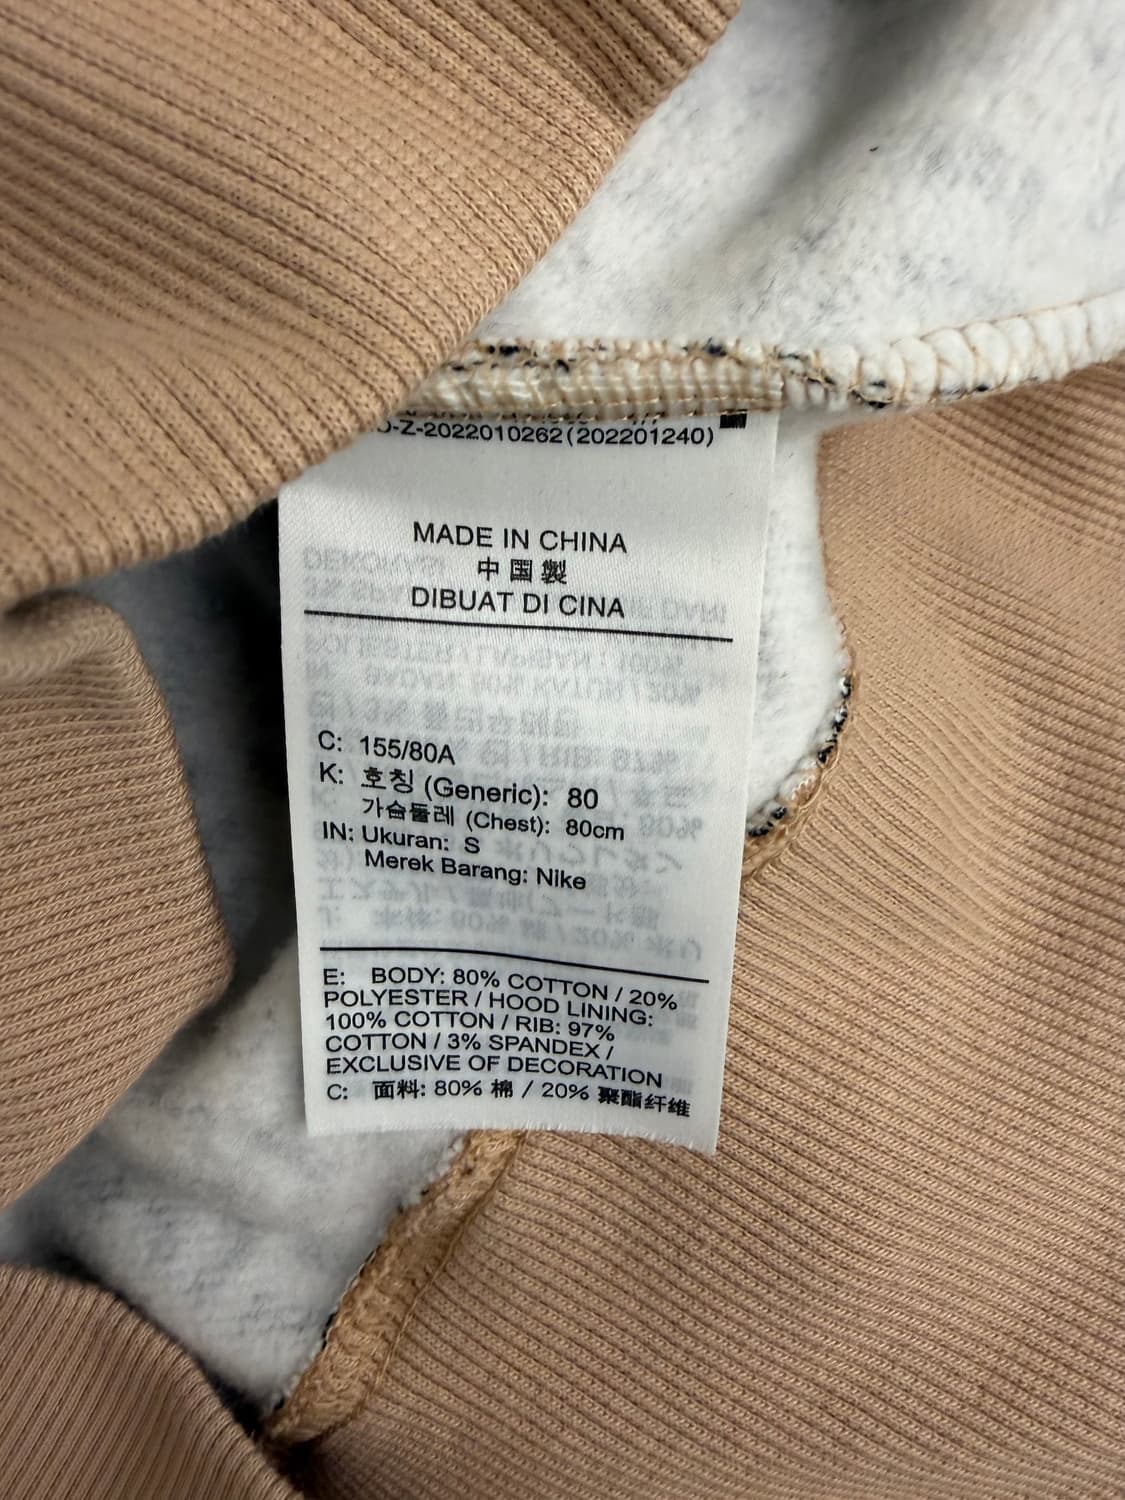 O-Z-2022010262(202201240)
MADE IN CHINA
中国製
DIBUAT DI CINA
C: 155/80A
K: 호칭 (Generic): 80
가슴둘레 (Chest): 80cm
IN: Ukuran: S
Merek Barang: Nike
E: BODY: 80% COTTON / 20%
POLYESTER / HOOD LINING:
100% COTTON / RIB: 97%
COTTON / 3% SPANDEX /
EXCLUSIVE OF DECORATION
C: 面料: 80% 棉 / 20% 聚酯纤维